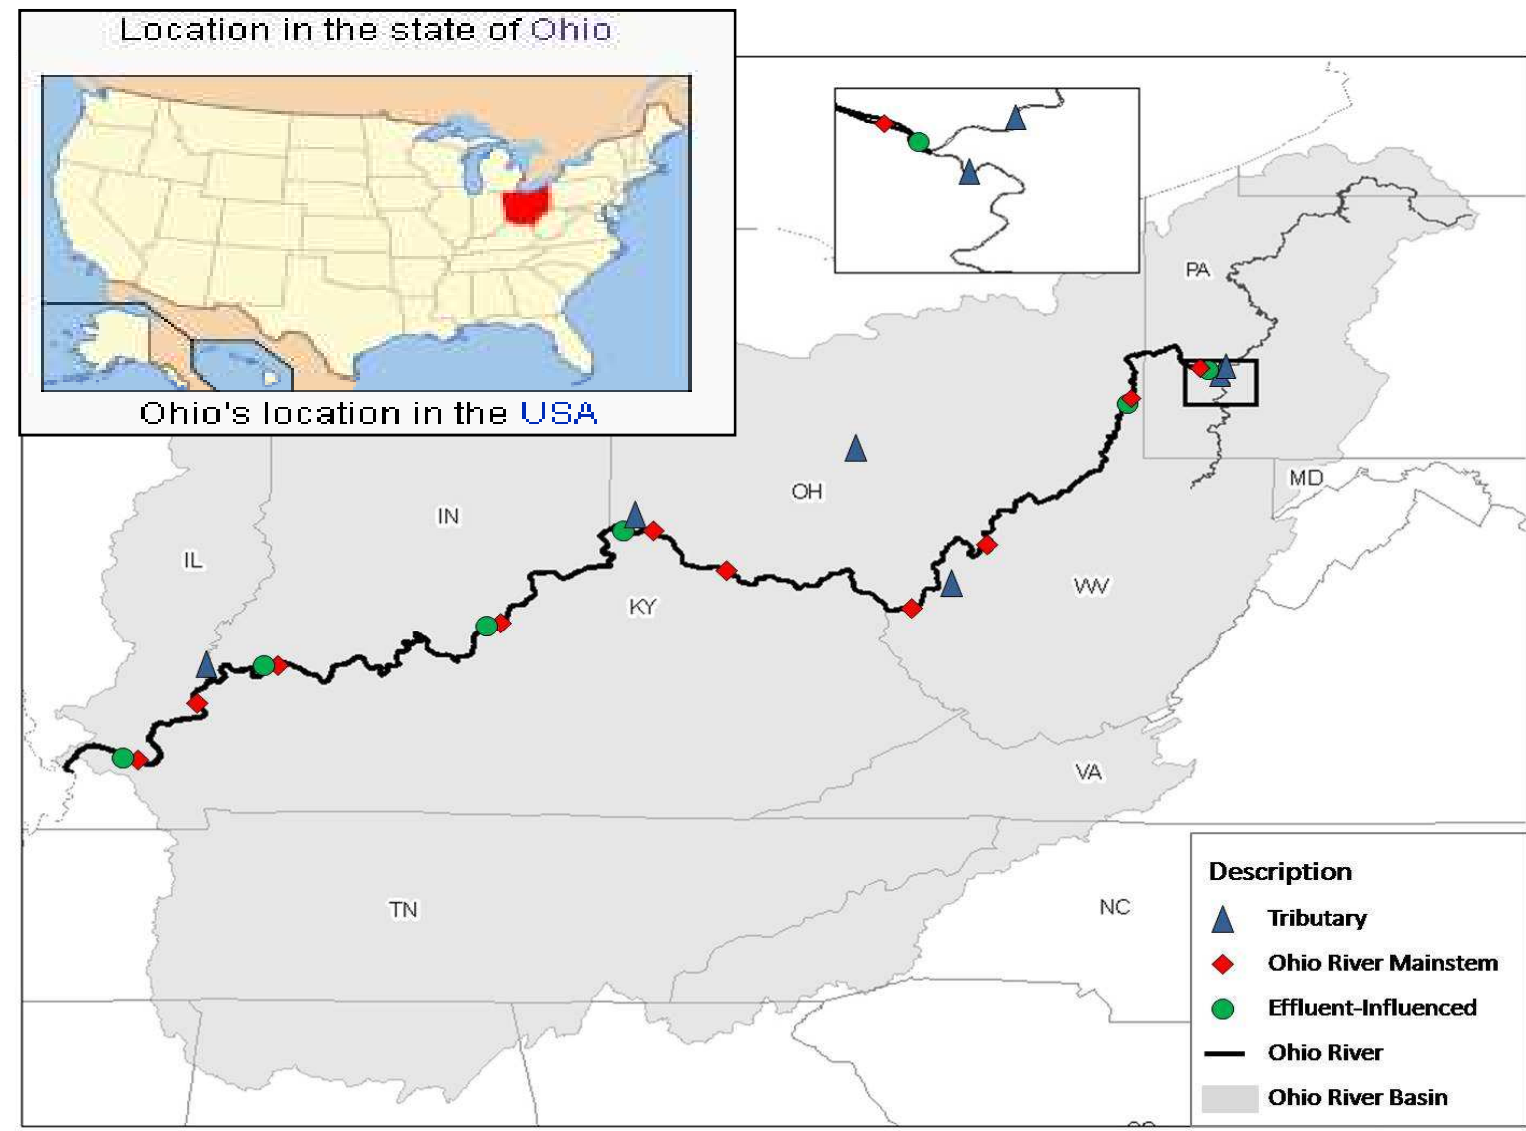 Location in the state of Ohio
Ohio's location in the USA
PA
MD
OH
IN
IL
WV
KY
VA
TN
NC
Description
Tributary
Ohio River Mainstem
Effluent-Influenced
Ohio River
Ohio River Basin